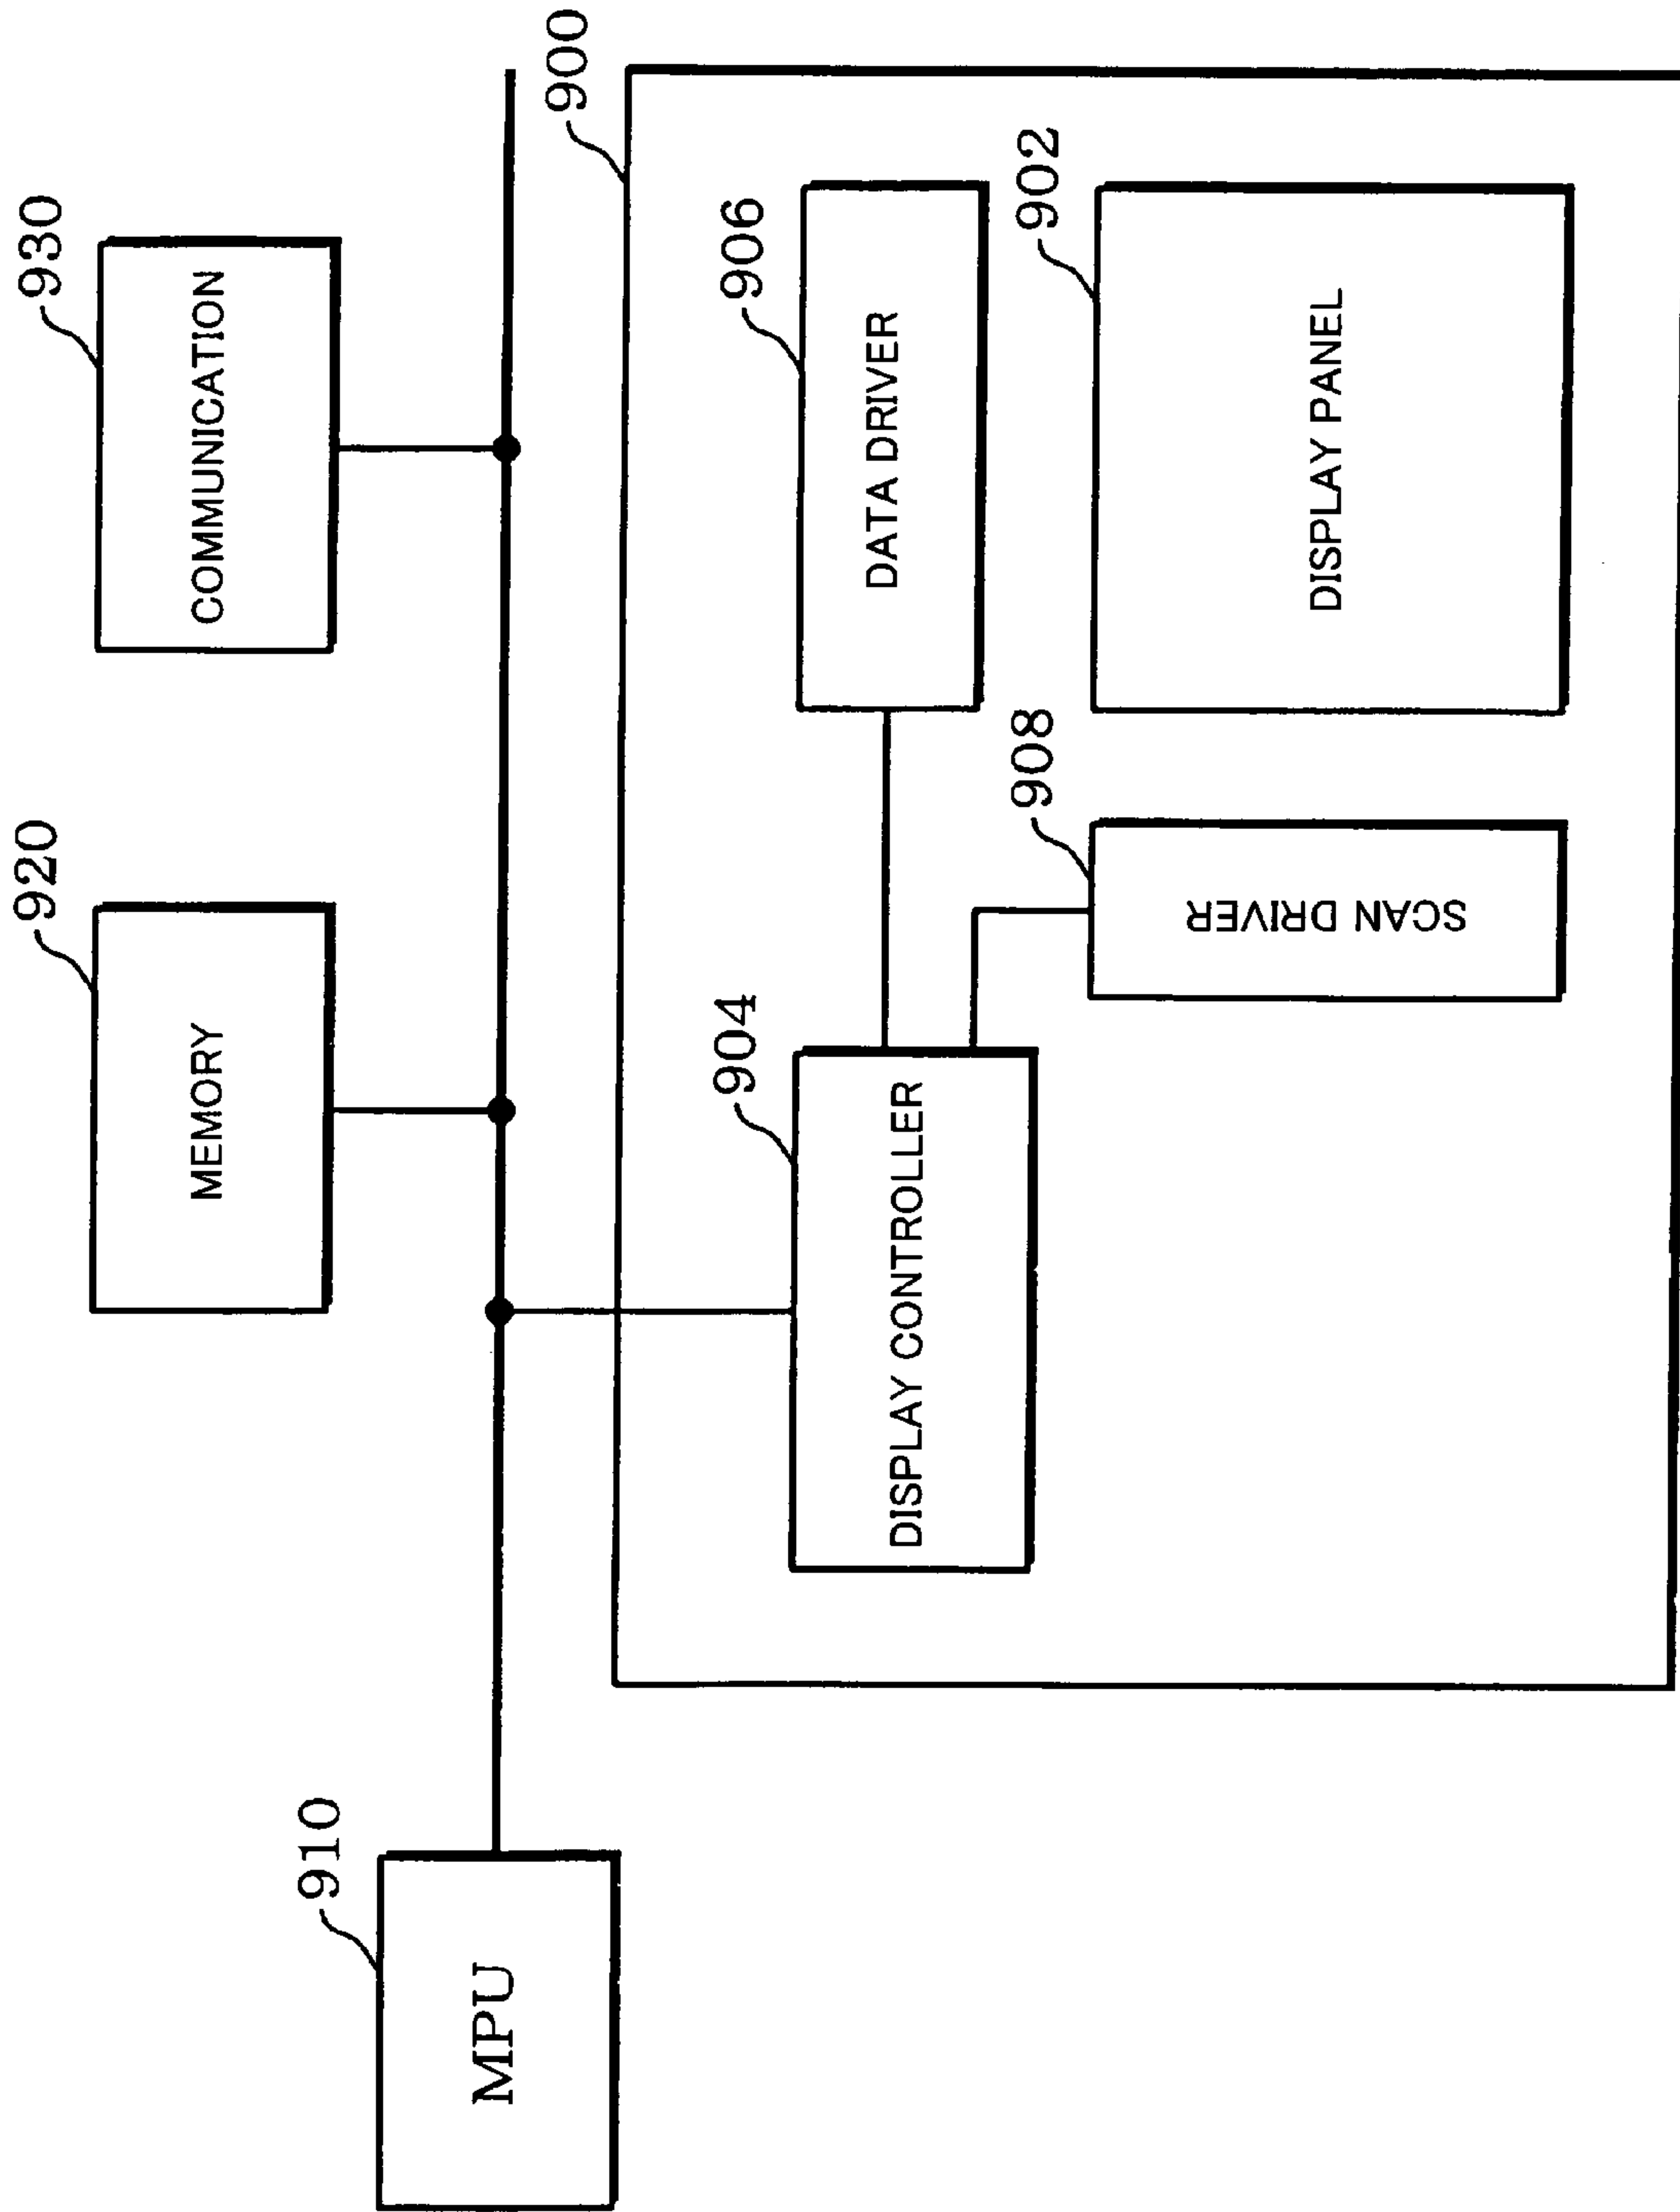 930
COMMUNICATION
920
MEMORY
910
MPU
900
906
DATA DRIVER
904
DISPLAY CONTROLLER
902
DISPLAY PANEL
908
SCAN DRIVER